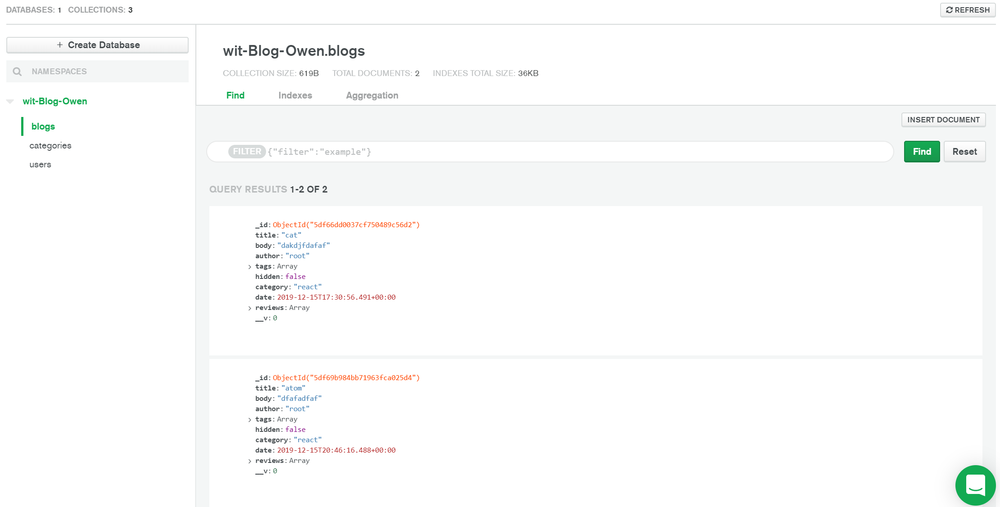 DATABASES: 1 COLLECTIONS: 3
REFRESH
+ Create Database
NAMESPACES
wit-Blog-Owen
blogs
categories
users
wit-Blog-Owen.blogs
COLLECTION SIZE: 619B TOTAL DOCUMENTS: 2 INDEXES TOTAL SIZE: 36KB
Find Indexes Aggregation
INSERT DOCUMENT
FILTER {"filter":"example"}
Find Reset
QUERY RESULTS 1-2 OF 2
_id: ObjectId("5df66dd0037cf750489c56d2")
title: "cat"
body: "dakdjfdafaf"
author: "root"
tags: Array
hidden: false
category: "react"
date: 2019-12-15T17:30:56.491+00:00
reviews: Array
__v: 0
_id: ObjectId("5df69b984bb71963fca025d4")
title: "atom"
body: "dfafadfaf"
author: "root"
tags: Array
hidden: false
category: "react"
date: 2019-12-15T20:46:16.488+00:00
reviews: Array
__v: 0